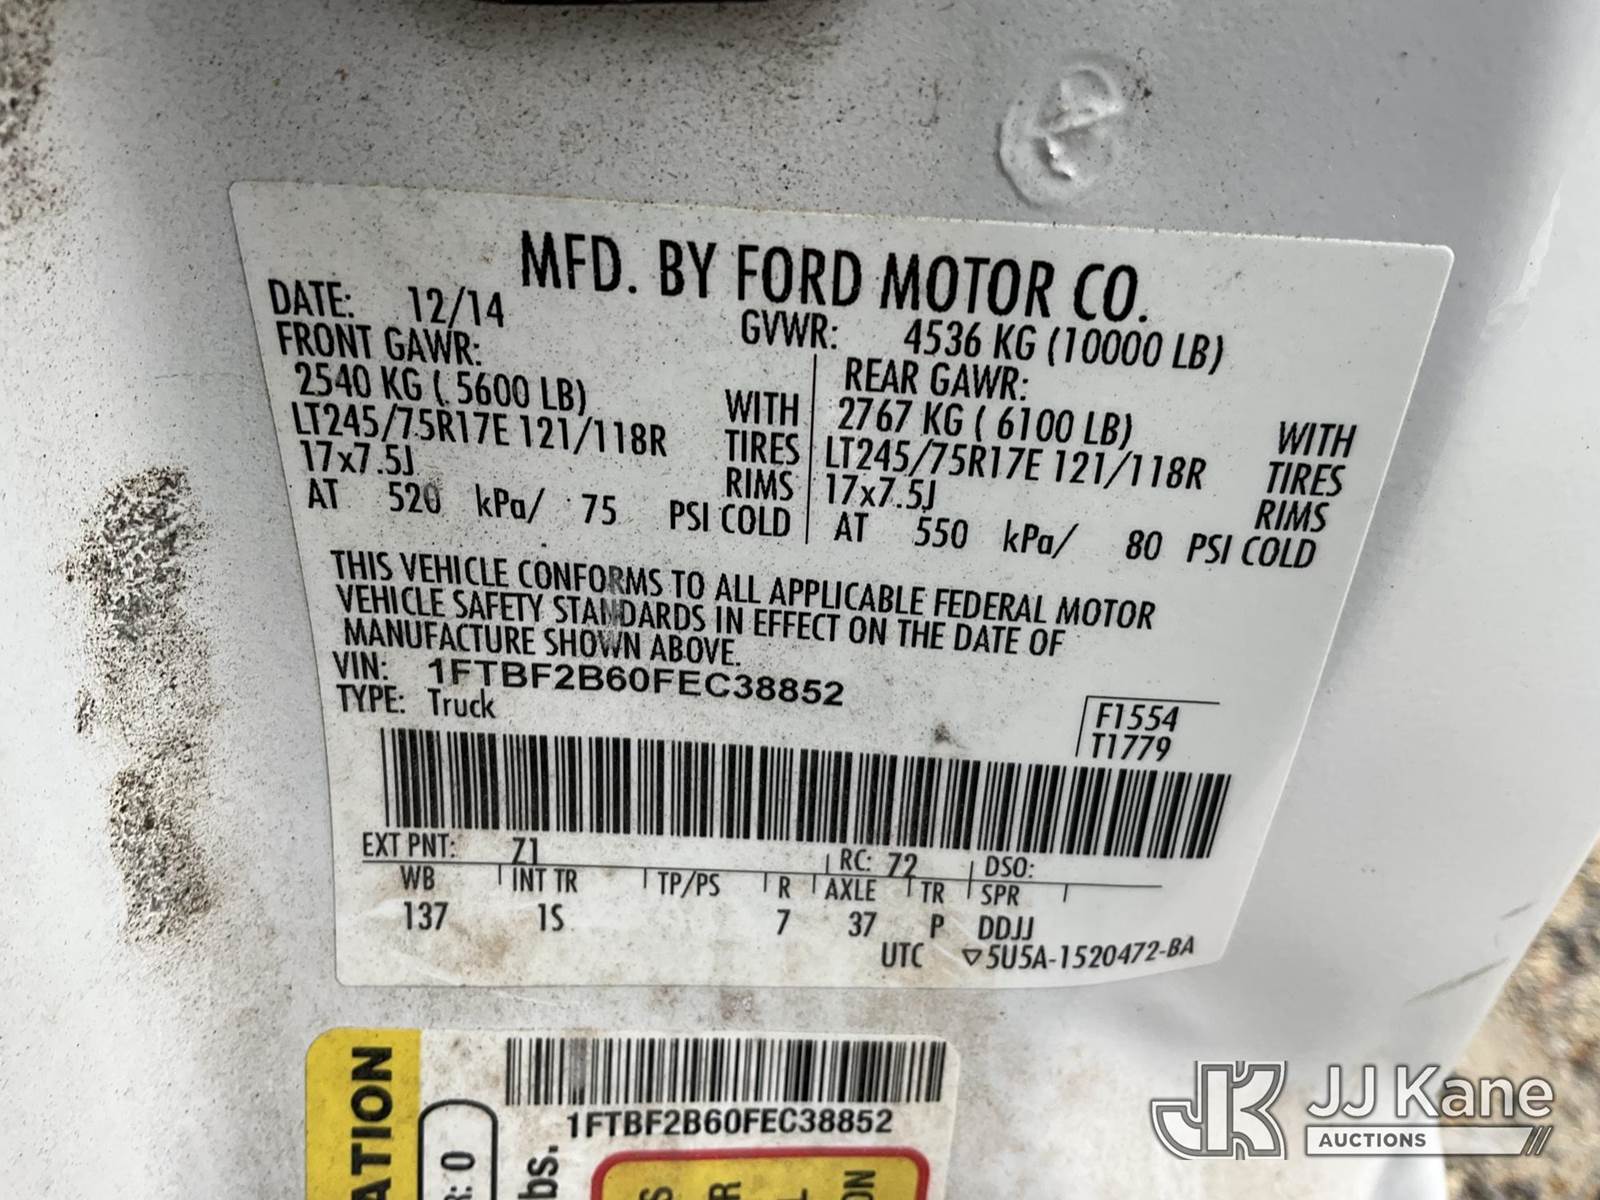 MFD. BY FORD MOTOR CO.
DATE: 12/14 GVWR: 4536 KG (10000 LB)
FRONT GAWR: REAR GAWR:
2540 KG ( 5600 LB) WITH 2767 KG ( 6100 LB) WITH
LT245/75R17E 121/118R TIRES LT245/75R17E 121/118R TIRES
17x7.5J RIMS 17x7.5J RIMS
AT 520 kPa/ 75 PSI COLD AT 550 kPa/ 80 PSI COLD
THIS VEHICLE CONFORMS TO ALL APPLICABLE FEDERAL MOTOR
VEHICLE SAFETY STANDARDS IN EFFECT ON THE DATE OF
MANUFACTURE SHOWN ABOVE.
VIN: 1FTBF2B60FEC38852
TYPE: Truck
F1554
T1779
EXT PNT: Z1 RC: 72 DSO:
WB INT TR TP/PS R AXLE TR SPR
137 1S 7 37 P DDJJ
UTC ▽5U5A-1520472-BA
1FTBF2B60FEC38852
JJ Kane
AUCTIONS